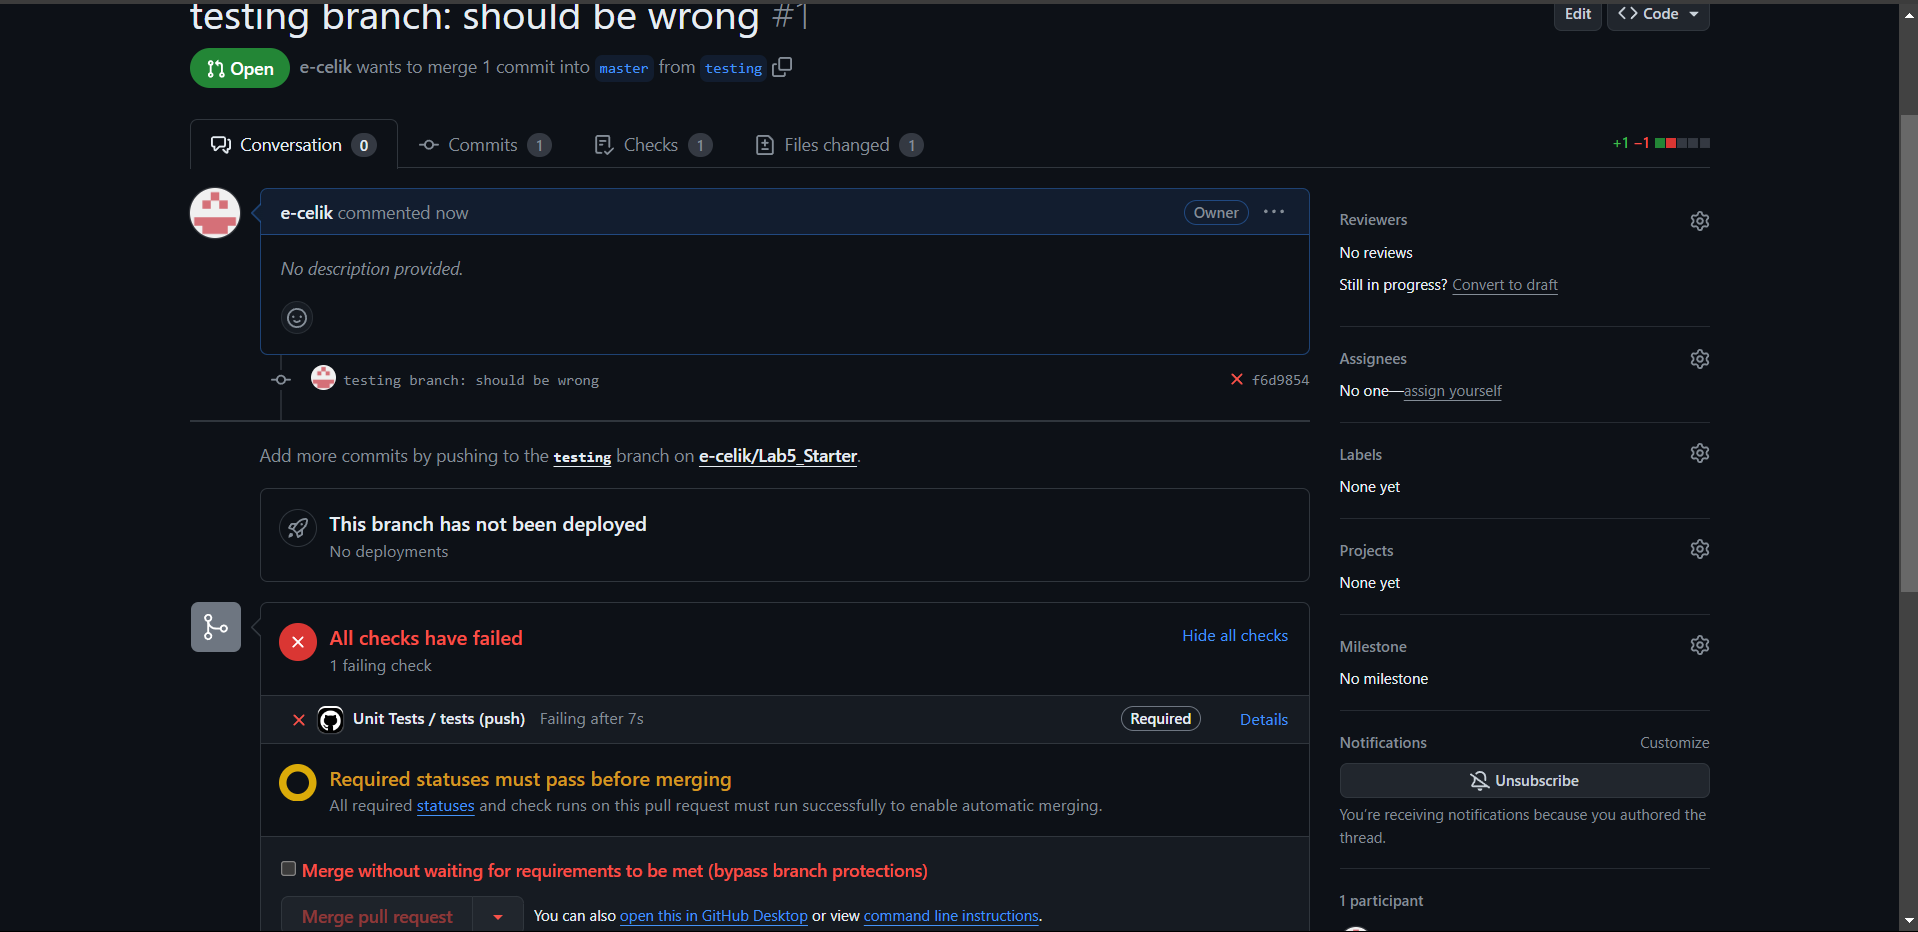 testing branch: should be wrong #1
Edit
Code
Open
e-celik wants to merge 1 commit into master from testing
Conversation 0
Commits 1
Checks 1
Files changed 1
+1 −1
e-celik commented now
Owner
No description provided.
testing branch: should be wrong
f6d9854
Add more commits by pushing to the testing branch on e-celik/Lab5_Starter.
This branch has not been deployed
No deployments
All checks have failed
1 failing check
Hide all checks
Unit Tests / tests (push) Failing after 7s
Required
Details
Required statuses must pass before merging
All required statuses and check runs on this pull request must run successfully to enable automatic merging.
Merge without waiting for requirements to be met (bypass branch protections)
Merge pull request
You can also open this in GitHub Desktop or view command line instructions.
Reviewers
No reviews
Still in progress? Convert to draft
Assignees
No one—assign yourself
Labels
None yet
Projects
None yet
Milestone
No milestone
Notifications
Customize
Unsubscribe
You're receiving notifications because you authored the
thread.
1 participant